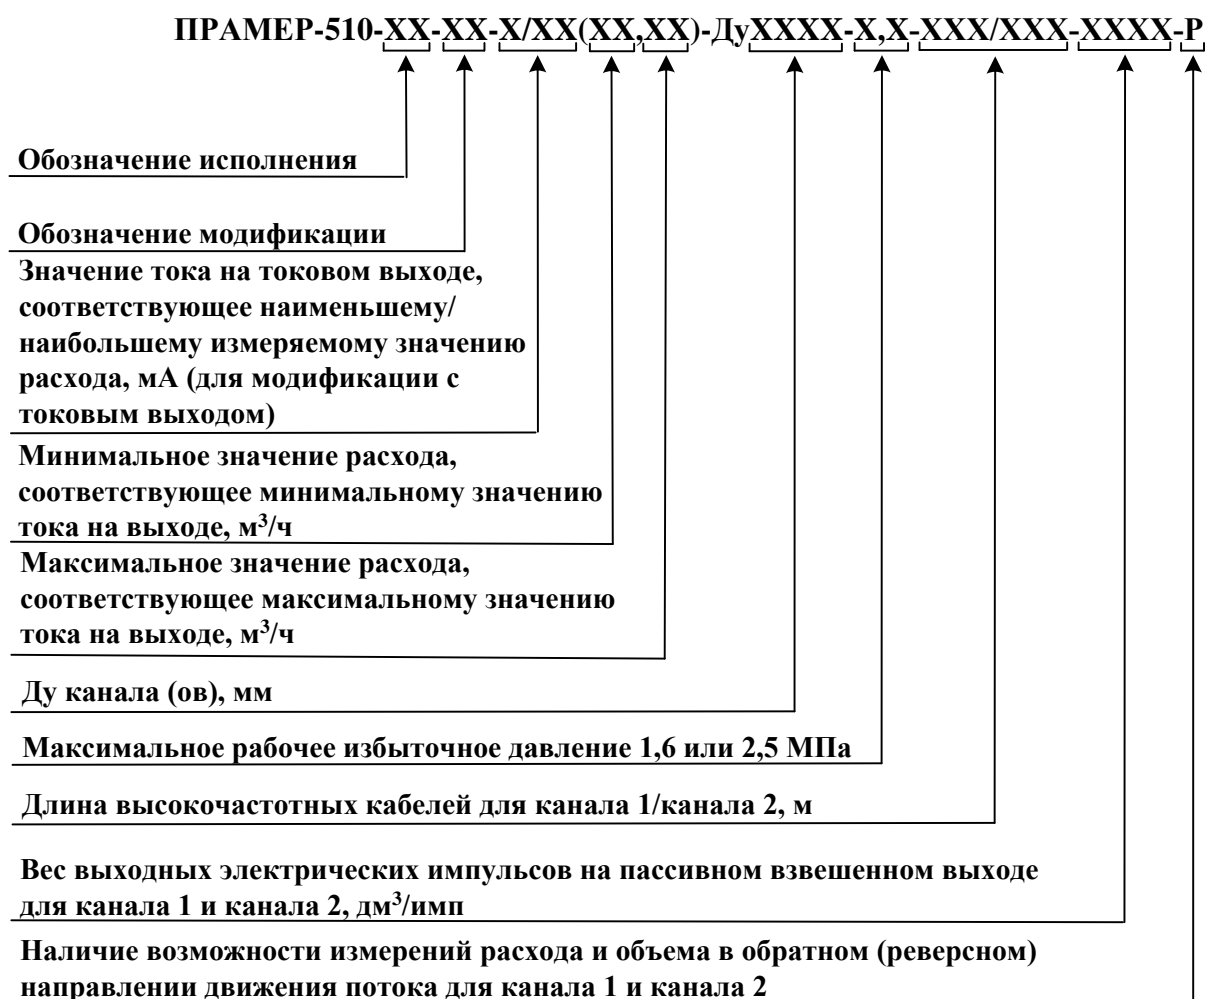 ПРАМЕР-510-XX-XX-X/XX(XX,XX)-ДуXXXX-X,X-XXX/XXX-XXXX-Р
Обозначение исполнения
Обозначение модификации
Значение тока на токовом выходе,
соответствующее наименьшему/
наибольшему измеряемому значению
расхода, мА (для модификации с
токовым выходом)
Минимальное значение расхода,
соответствующее минимальному значению
тока на выходе, м³/ч
Максимальное значение расхода,
соответствующее максимальному значению
тока на выходе, м³/ч
Ду канала (ов), мм
Максимальное рабочее избыточное давление 1,6 или 2,5 МПа
Длина высокочастотных кабелей для канала 1/канала 2, м
Вес выходных электрических импульсов на пассивном взвешенном выходе
для канала 1 и канала 2, дм³/имп
Наличие возможности измерений расхода и объема в обратном (реверсном)
направлении движения потока для канала 1 и канала 2